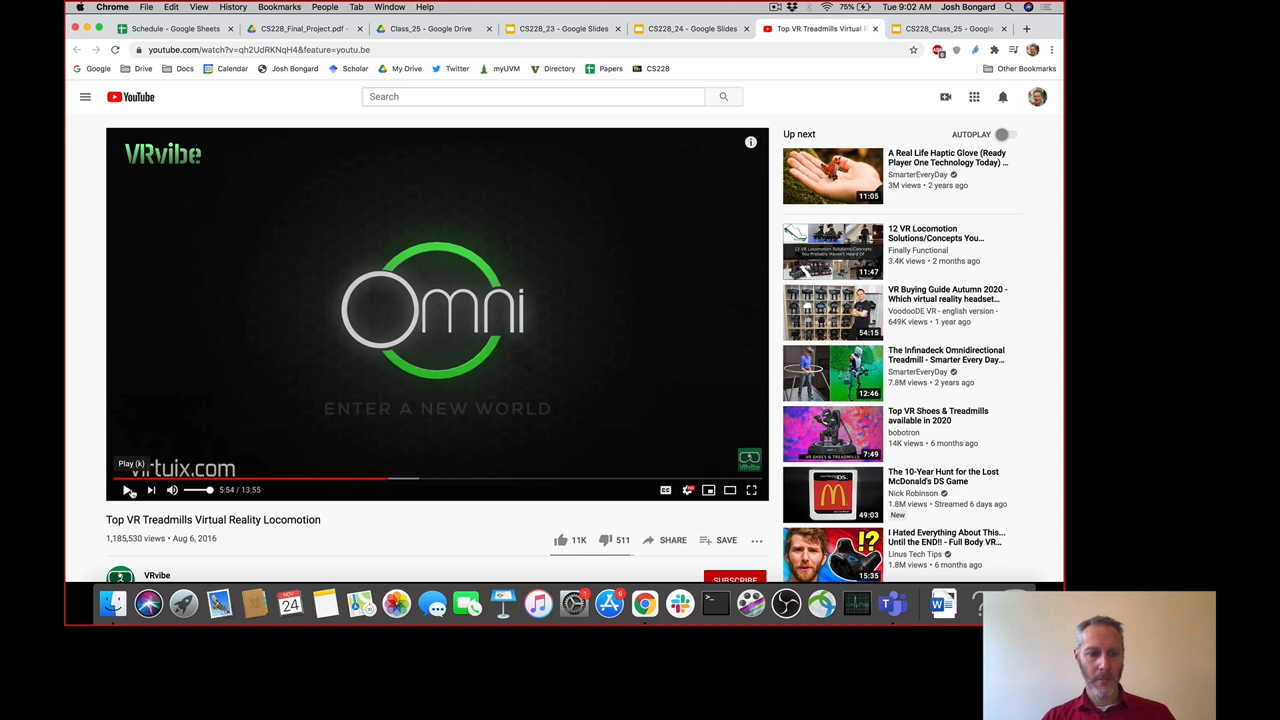 Chrome File Edit View History Bookmarks People Tab Window Help 75% Tue 9:02 AM Josh Bongard
Schedule - Google Sheets CS228_Final_Project.pdf - Class_25 - Google Drive CS228_23 - Google Slides CS228_24 - Google Slides Top VR Treadmills Virtual R CS228_Class_25 - Google
youtube.com/watch?v=qh2UdRKNqH4&feature=youtu.be
Google Drive Docs Calendar Josh Bongard Scholar My Drive Twitter myUVM Directory Papers CS228 Other Bookmarks
YouTube Search
VRvibe
Omni
ENTER A NEW WORLD
Play (k)
virtuix.com
VRvibe
5:54 / 13:55
CC
Top VR Treadmills Virtual Reality Locomotion
1,185,530 views • Aug 6, 2016
11K 511 SHARE SAVE
VRvibe
SUBSCRIBE
Up next AUTOPLAY
A Real Life Haptic Glove (Ready
Player One Technology Today) ...
SmarterEveryDay
3M views • 2 years ago
11:05
12 VR Locomotion
Solutions/Concepts You...
Finally Functional
3.4K views • 2 months ago
11:47
VR Buying Guide Autumn 2020 -
Which virtual reality headset...
VoodooDE VR - english version -
649K views • 1 year ago
54:15
The Infinadeck Omnidirectional
Treadmill - Smarter Every Day...
SmarterEveryDay
7.8M views • 2 years ago
12:46
Top VR Shoes & Treadmills
available in 2020
bobotron
14K views • 6 months ago
VR SHOES & TREADMILLS
7:49
The 10-Year Hunt for the Lost
McDonald's DS Game
Nick Robinson
1.8M views • Streamed 6 days ago
New
49:03
I Hated Everything About This...
Until the END!! - Full Body VR...
Linus Tech Tips
1.8M views • 6 months ago
!?
15:35
NOV
24
1
6